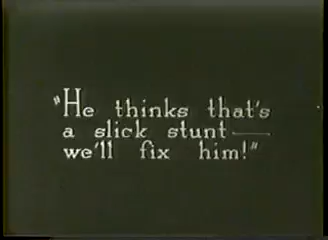 "He thinks that's
a slick stunt—
we'll fix him!"